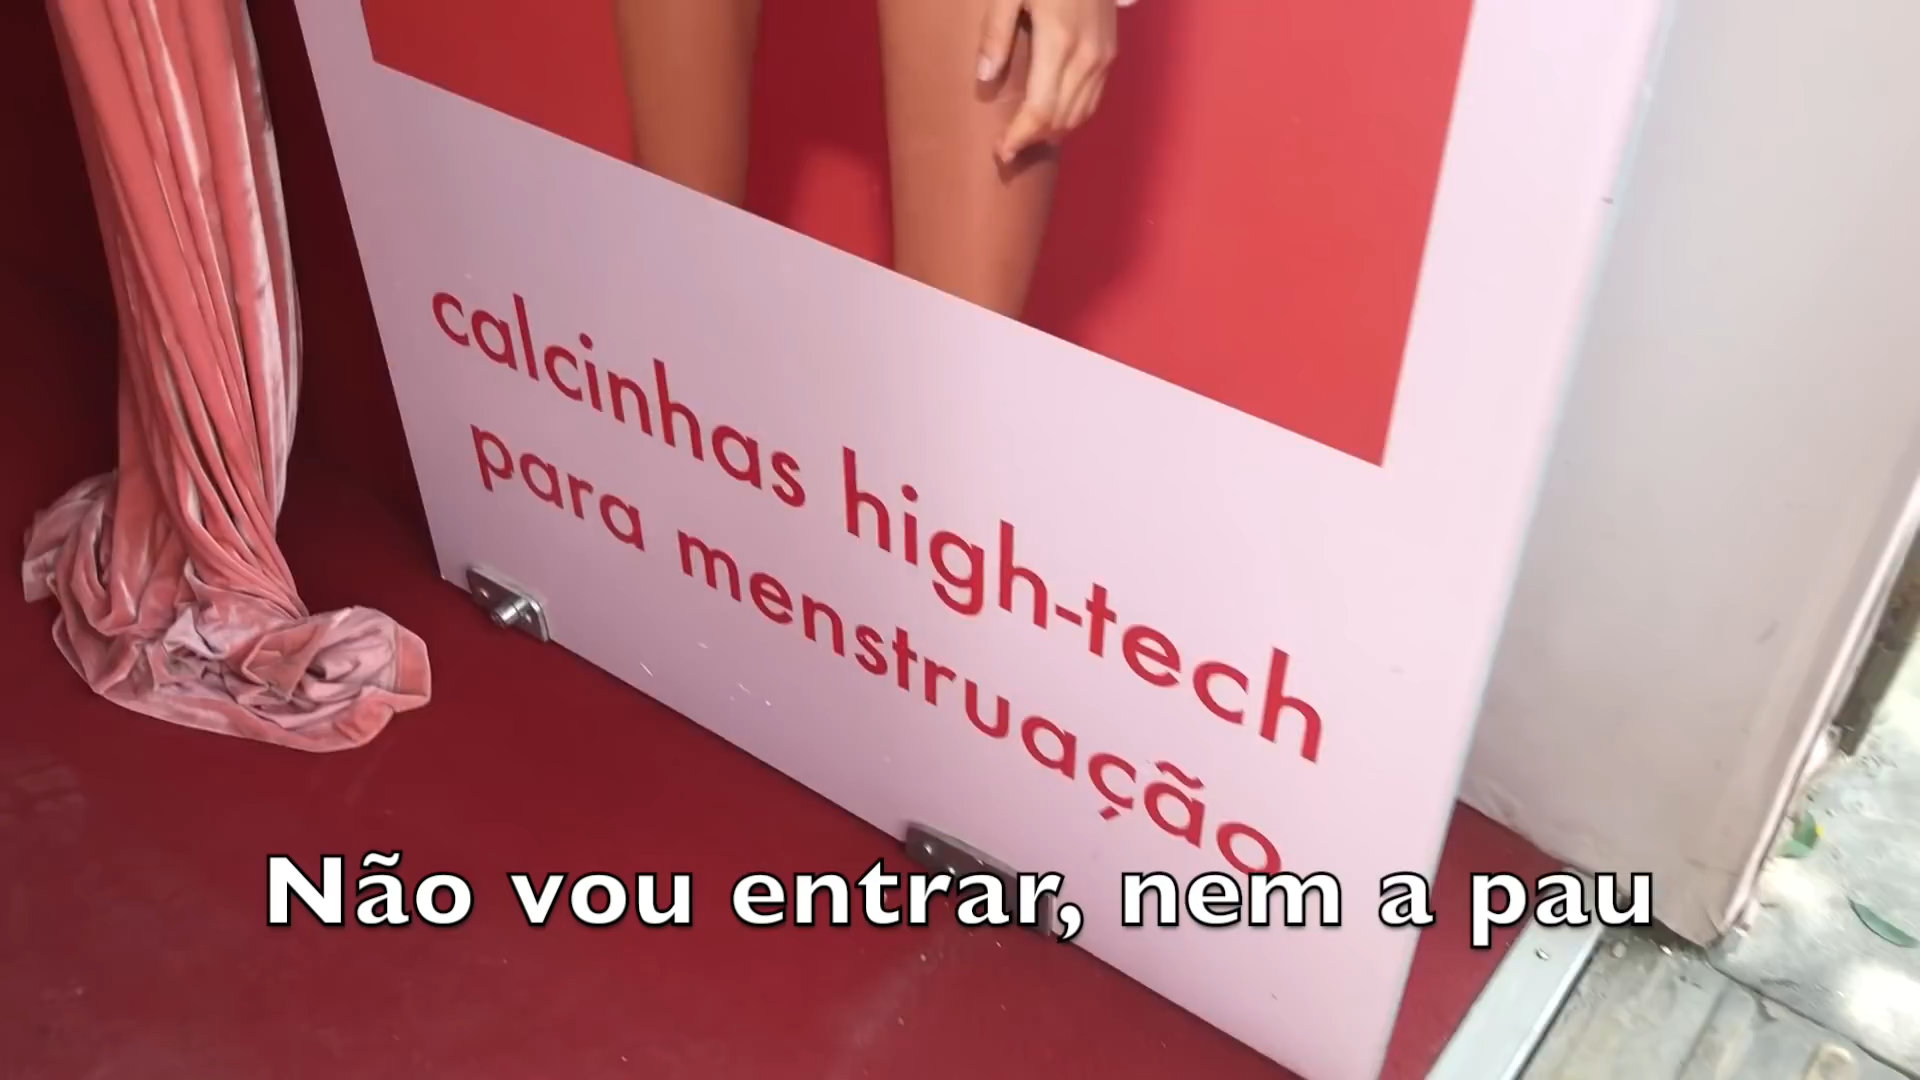 calcinhas high-tech
para menstruação
Não vou entrar, nem a pau